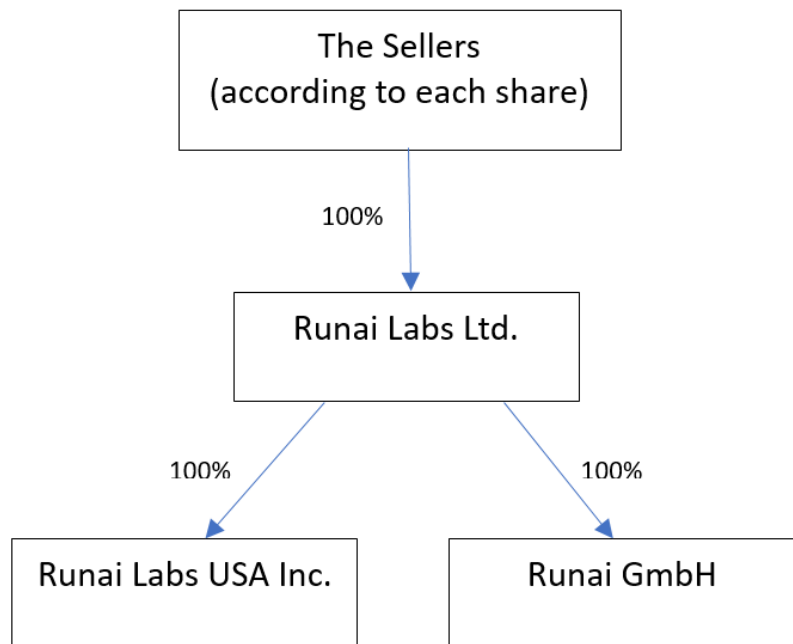 The Sellers
(according to each share)
100%
Runai Labs Ltd.
100%
100%
Runai Labs USA Inc.
Runai GmbH